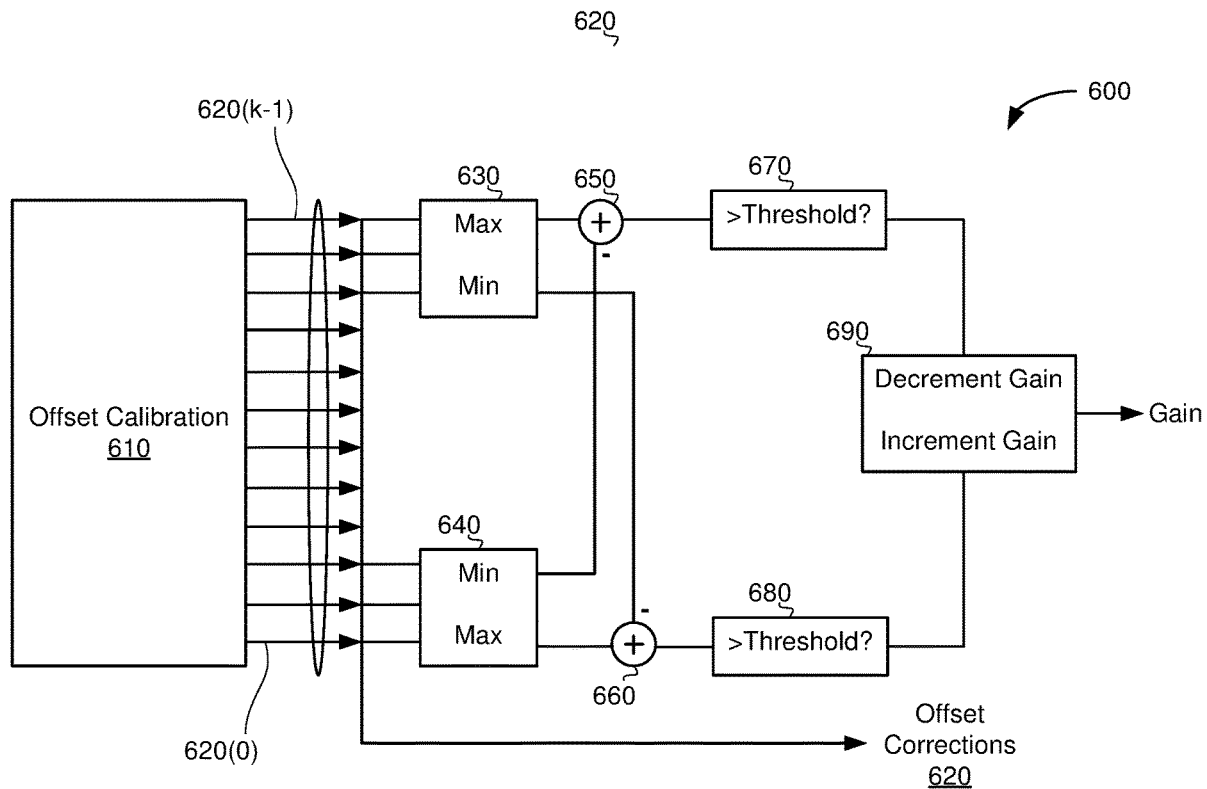 620
600
620(k-1)
630
650
670
Max
+
>Threshold?
-
Min
690
Decrement Gain
Offset Calibration
610
Gain
Increment Gain
640
Min
680
-
Max
+
>Threshold?
660
620(0)
Offset
Corrections
620